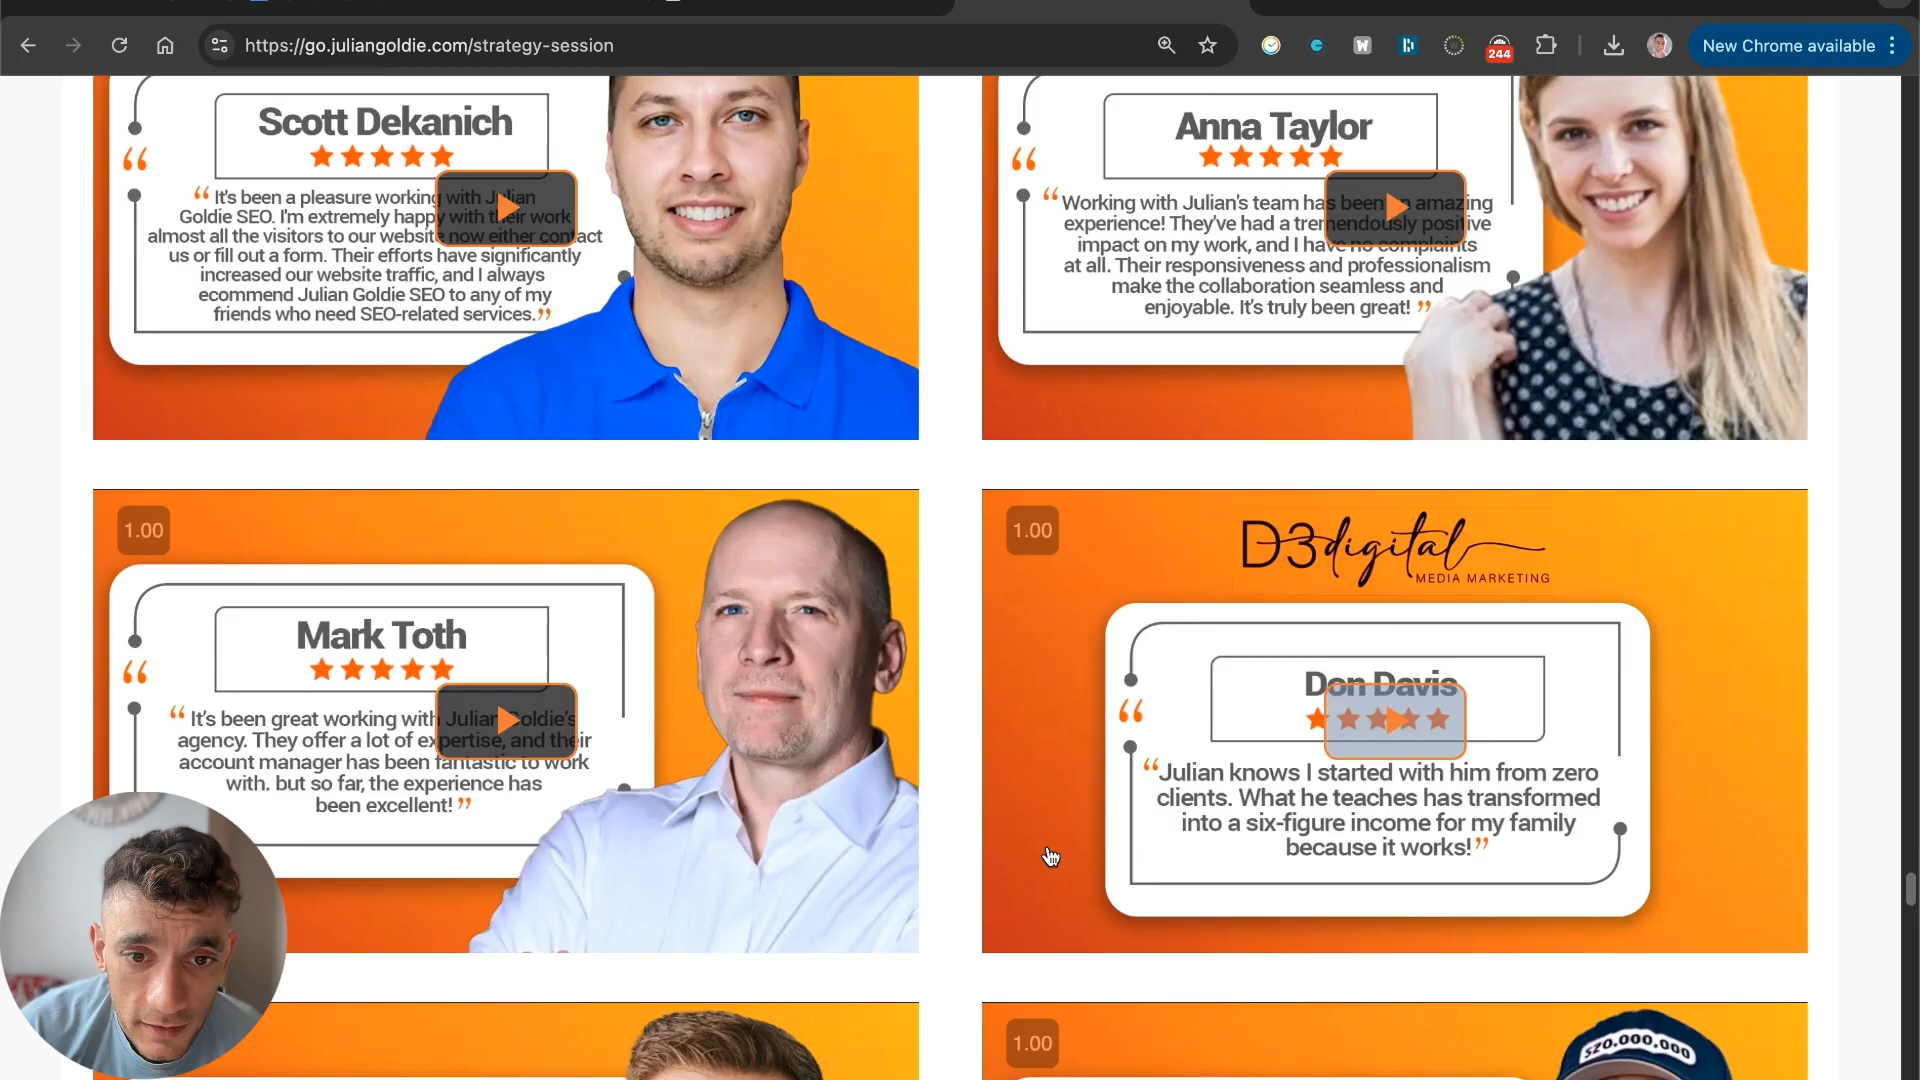 https://go.juliangoldie.com/strategy-session
244
New Chrome available
Scott Dekanich
“ It's been a pleasure working with Julian
Goldie SEO. I'm extremely happy with their work
almost all the visitors to our website now either contact
us or fill out a form. Their efforts have significantly
increased our website traffic, and I always
ecommend Julian Goldie SEO to any of my
friends who need SEO-related services.”
Anna Taylor
“ Working with Julian's team has been an amazing
experience! They've had a tremendously positive
impact on my work, and I have no complaints
at all. Their responsiveness and professionalism
make the collaboration seamless and
enjoyable. It's truly been great! ”
1.00
Mark Toth
“ It's been great working with Julian Goldie's
agency. They offer a lot of expertise, and their
account manager has been fantastic to work
with. but so far, the experience has
been excellent! ”
1.00
D3digital
MEDIA MARKETING
Don Davis
“Julian knows I started with him from zero
clients. What he teaches has transformed
into a six-figure income for my family
because it works!”
1.00
$20.000.000